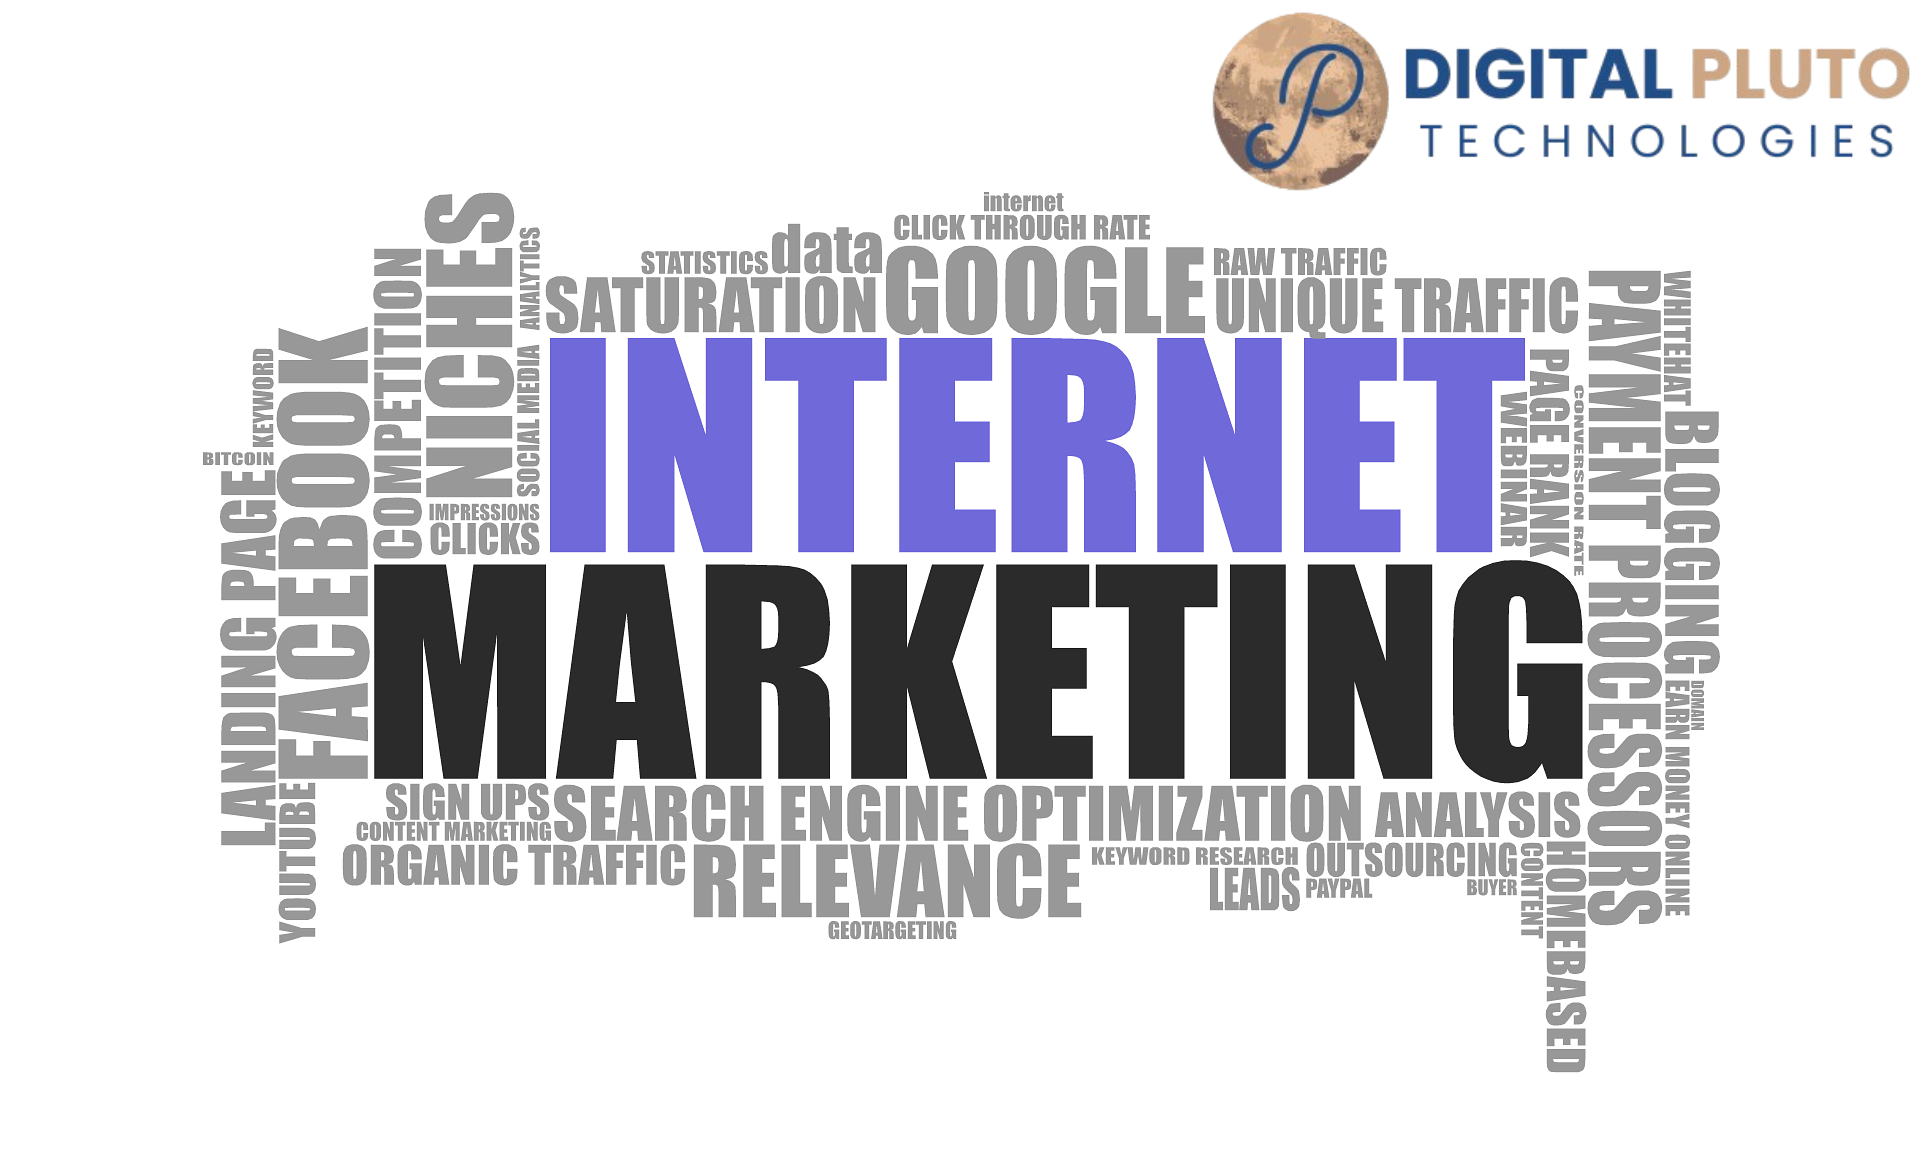 DIGITAL PLUTO
TECHNOLOGIES
internet
CLICK THROUGH RATE
STATISTICS
data
GOOGLE
RAW TRAFFIC
SATURATION
UNIQUE TRAFFIC
NICHES
ANALYTICS
COMPETITION
SOCIAL MEDIA
FACEBOOK
KEYWORD
BITCOIN
LANDING PAGE
YOUTUBE
IMPRESSIONS
CLICKS
INTERNET
MARKETING
WEBINAR
PAGE RANK
CONVERSION RATE
PAYMENT PROCESSORS
WHITEHAT
BLOGGING
DOMAIN
EARN MONEY ONLINE
SIGN UPS
CONTENT MARKETING
SEARCH ENGINE OPTIMIZATION
ANALYSIS
ORGANIC TRAFFIC
RELEVANCE
KEYWORD RESEARCH
OUTSOURCING
LEADS
PAYPAL
BUYER
CONTENT
HOMEBASED
GEOTARGETING